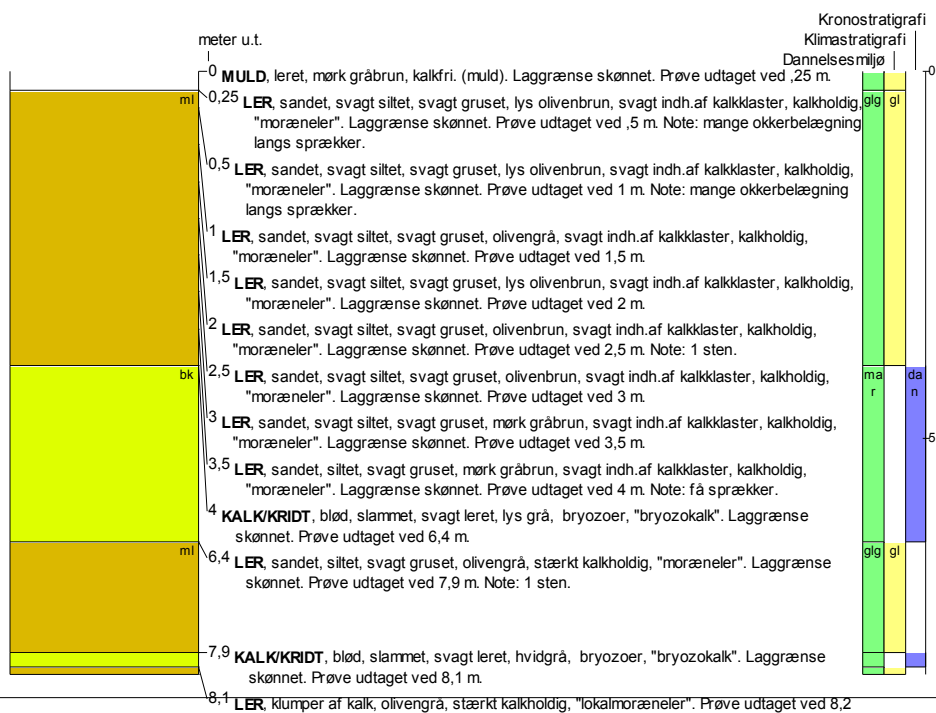 Kronostratigrafi
Klimastratigrafi
Dannelsesmiljø
meter u.t.
0 MULD, leret, mørk gråbrun, kalkfri. (muld). Laggrænse skønnet. Prøve udtaget ved ,25 m. 0
ml 0,25 LER, sandet, svagt siltet, svagt gruset, lys olivenbrun, svagt indh.af kalkklaster, kalkholdig, glg gl
"moræneler". Laggrænse skønnet. Prøve udtaget ved ,5 m. Note: mange okkerbelægning
langs sprækker.
0,5 LER, sandet, svagt siltet, svagt gruset, lys olivenbrun, svagt indh.af kalkklaster, kalkholdig,
"moræneler". Laggrænse skønnet. Prøve udtaget ved 1 m. Note: mange okkerbelægning
langs sprækker.
1 LER, sandet, svagt siltet, svagt gruset, olivengrå, svagt indh.af kalkklaster, kalkholdig,
"moræneler". Laggrænse skønnet. Prøve udtaget ved 1,5 m.
1,5 LER, sandet, svagt siltet, svagt gruset, lys olivenbrun, svagt indh.af kalkklaster, kalkholdig,
"moræneler". Laggrænse skønnet. Prøve udtaget ved 2 m.
2 LER, sandet, svagt siltet, svagt gruset, olivenbrun, svagt indh.af kalkklaster, kalkholdig,
"moræneler". Laggrænse skønnet. Prøve udtaget ved 2,5 m. Note: 1 sten.
bk 2,5 LER, sandet, svagt siltet, svagt gruset, olivenbrun, svagt indh.af kalkklaster, kalkholdig, ma da
"moræneler". Laggrænse skønnet. Prøve udtaget ved 3 m. r n
3 LER, sandet, svagt siltet, svagt gruset, mørk gråbrun, svagt indh.af kalkklaster, kalkholdig,
"moræneler". Laggrænse skønnet. Prøve udtaget ved 3,5 m. 5
3,5 LER, sandet, siltet, svagt gruset, mørk gråbrun, svagt indh.af kalkklaster, kalkholdig,
"moræneler". Laggrænse skønnet. Prøve udtaget ved 4 m. Note: få sprækker.
4 KALK/KRIDT, blød, slammet, svagt leret, lys grå, bryozoer, "bryozokalk". Laggrænse
skønnet. Prøve udtaget ved 6,4 m.
ml 6,4 LER, sandet, siltet, svagt gruset, olivengrå, stærkt kalkholdig, "moræneler". Laggrænse glg gl
skønnet. Prøve udtaget ved 7,9 m. Note: 1 sten.
7,9 KALK/KRIDT, blød, slammet, svagt leret, hvidgrå, bryozoer, "bryozokalk". Laggrænse
skønnet. Prøve udtaget ved 8,1 m.
8,1 LER, klumper af kalk, olivengrå, stærkt kalkholdig, "lokalmoræneler". Prøve udtaget ved 8,2